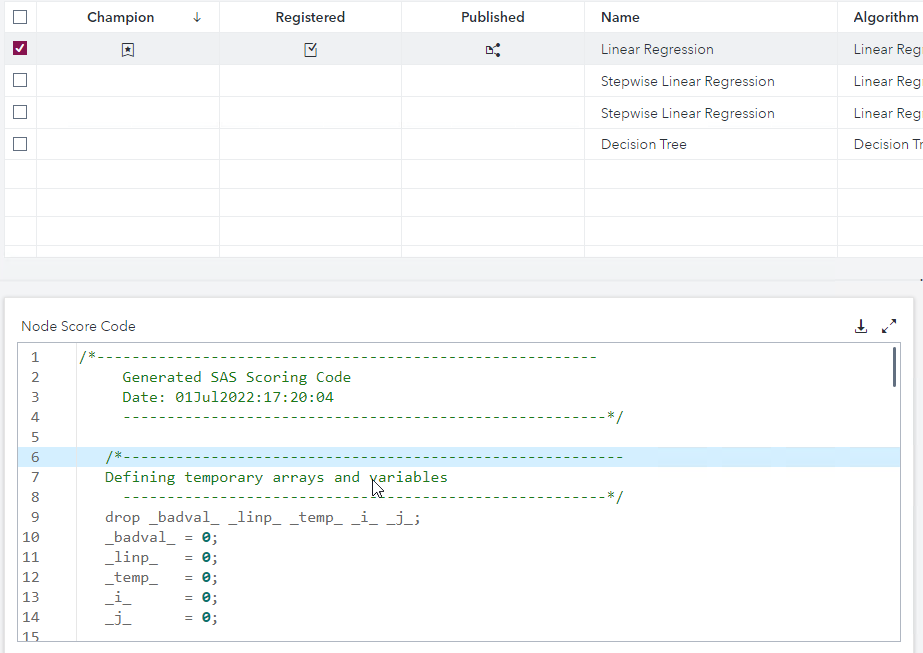 Champion ↓ Registered Published Name Algorithm
Linear Regression Linear Reg
Stepwise Linear Regression Linear Reg
Stepwise Linear Regression Linear Reg
Decision Tree Decision Tr
Node Score Code
1 /*---------------------------------------------------------
2 Generated SAS Scoring Code
3 Date: 01Jul2022:17:20:04
4 -------------------------------------------------------*/
5
6 /*---------------------------------------------------------
7 Defining temporary arrays and variables
8 -------------------------------------------------------*/
9 drop _badval_ _linp_ _temp_ _i_ _j_;
10 _badval_ = 0;
11 _linp_ = 0;
12 _temp_ = 0;
13 _i_ = 0;
14 _j_ = 0;
15